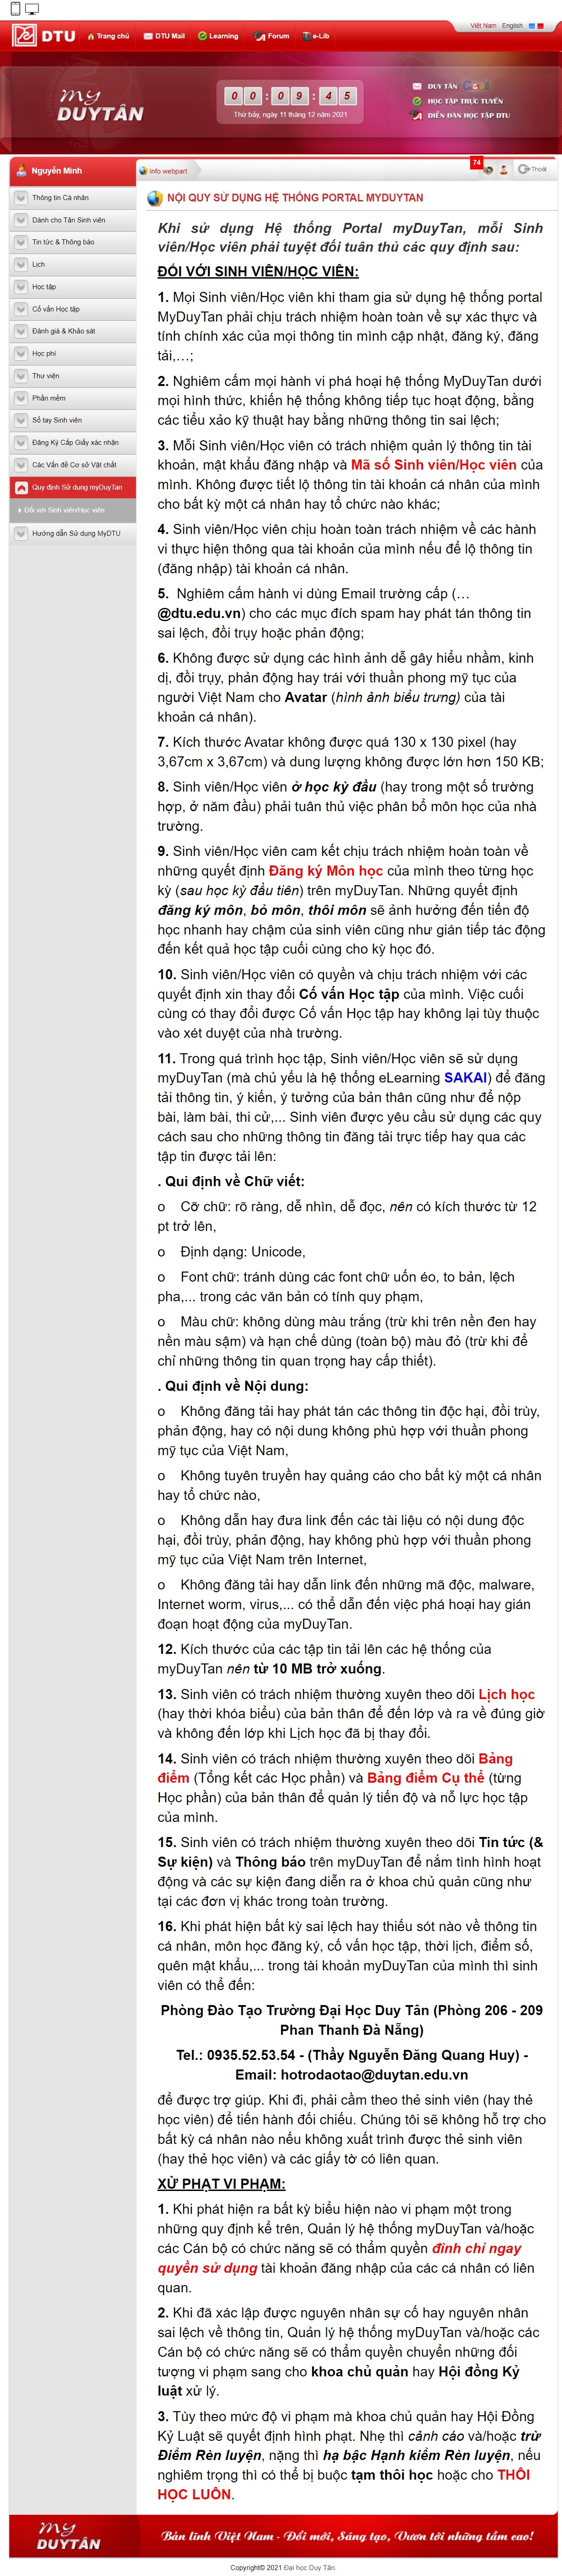 Việt Nam English
DTU Trang chủ DTU Mail Learning Forum e-Lib
my
DUYTÂN
00:09:45
Thứ bảy, ngày 11 tháng 12 năm 2021
DUY TÂN
HỌC TẬP TRỰC TUYẾN
DIỄN ĐÀN HỌC TẬP DTU
Nguyễn Minh
Thông tin Cá nhân
Dành cho Tân Sinh viên
Tin tức & Thông báo
Lịch
Học tập
Cố vấn Học tập
Đánh giá & Khảo sát
Học phí
Thư viện
Phần mềm
Sổ tay Sinh viên
Đăng Ký Cấp Giấy xác nhận
Các Vấn đề Cơ sở Vật chất
Quy định Sử dụng myDuyTan
Đối với Sinh viên/Học viên
Hướng dẫn Sử dụng MyDTU
Info webpart
74
Thoát
NỘI QUY SỬ DỤNG HỆ THỐNG PORTAL MYDUYTAN
Khi sử dụng Hệ thống Portal myDuyTan, mỗi Sinh
viên/Học viên phải tuyệt đối tuân thủ các quy định sau:
ĐỐI VỚI SINH VIÊN/HỌC VIÊN:
1. Mọi Sinh viên/Học viên khi tham gia sử dụng hệ thống portal
MyDuyTan phải chịu trách nhiệm hoàn toàn về sự xác thực và
tính chính xác của mọi thông tin mình cập nhật, đăng ký, đăng
tải,…;
2. Nghiêm cấm mọi hành vi phá hoại hệ thống MyDuyTan dưới
mọi hình thức, khiến hệ thống không tiếp tục hoạt động, bằng
các tiểu xảo kỹ thuật hay bằng những thông tin sai lệch;
3. Mỗi Sinh viên/Học viên có trách nhiệm quản lý thông tin tài
khoản, mật khẩu đăng nhập và Mã số Sinh viên/Học viên của
mình. Không được tiết lộ thông tin tài khoản cá nhân của mình
cho bất kỳ một cá nhân hay tổ chức nào khác;
4. Sinh viên/Học viên chịu hoàn toàn trách nhiệm về các hành
vi thực hiện thông qua tài khoản của mình nếu để lộ thông tin
(đăng nhập) tài khoản cá nhân.
5. Nghiêm cấm hành vi dùng Email trường cấp (…
@dtu.edu.vn) cho các mục đích spam hay phát tán thông tin
sai lệch, đồi trụy hoặc phản động;
6. Không được sử dụng các hình ảnh dễ gây hiểu nhầm, kinh
dị, đồi trụy, phản động hay trái với thuần phong mỹ tục của
người Việt Nam cho Avatar (hình ảnh biểu trưng) của tài
khoản cá nhân).
7. Kích thước Avatar không được quá 130 x 130 pixel (hay
3,67cm x 3,67cm) và dung lượng không được lớn hơn 150 KB;
8. Sinh viên/Học viên ở học kỳ đầu (hay trong một số trường
hợp, ở năm đầu) phải tuân thủ việc phân bổ môn học của nhà
trường.
9. Sinh viên/Học viên cam kết chịu trách nhiệm hoàn toàn về
những quyết định Đăng ký Môn học của mình theo từng học
kỳ (sau học kỳ đầu tiên) trên myDuyTan. Những quyết định
đăng ký môn, bỏ môn, thôi môn sẽ ảnh hưởng đến tiến độ
học nhanh hay chậm của sinh viên cũng như gián tiếp tác động
đến kết quả học tập cuối cùng cho kỳ học đó.
10. Sinh viên/Học viên có quyền và chịu trách nhiệm với các
quyết định xin thay đổi Cố vấn Học tập của mình. Việc cuối
cùng có thay đổi được Cố vấn Học tập hay không lại tùy thuộc
vào xét duyệt của nhà trường.
11. Trong quá trình học tập, Sinh viên/Học viên sẽ sử dụng
myDuyTan (mà chủ yếu là hệ thống eLearning SAKAI) để đăng
tải thông tin, ý kiến, ý tưởng của bản thân cũng như để nộp
bài, làm bài, thi cử,... Sinh viên được yêu cầu sử dụng các quy
cách sau cho những thông tin đăng tải trực tiếp hay qua các
tập tin được tải lên:
. Qui định về Chữ viết:
o Cỡ chữ: rõ ràng, dễ nhìn, dễ đọc, nên có kích thước từ 12
pt trở lên,
o Định dạng: Unicode,
o Font chữ: tránh dùng các font chữ uốn éo, to bản, lệch
pha,... trong các văn bản có tính quy phạm,
o Màu chữ: không dùng màu trắng (trừ khi trên nền đen hay
nền màu sậm) và hạn chế dùng (toàn bộ) màu đỏ (trừ khi để
chỉ những thông tin quan trọng hay cấp thiết).
. Qui định về Nội dung:
o Không đăng tải hay phát tán các thông tin độc hại, đồi trùy,
phản động, hay có nội dung không phù hợp với thuần phong
mỹ tục của Việt Nam,
o Không tuyên truyền hay quảng cáo cho bất kỳ một cá nhân
hay tổ chức nào,
o Không dẫn hay đưa link đến các tài liệu có nội dung độc
hại, đồi trùy, phản động, hay không phù hợp với thuần phong
mỹ tục của Việt Nam trên Internet,
o Không đăng tải hay dẫn link đến những mã độc, malware,
Internet worm, virus,... có thể dẫn đến việc phá hoại hay gián
đoạn hoạt động của myDuyTan.
12. Kích thước của các tập tin tải lên các hệ thống của
myDuyTan nên từ 10 MB trở xuống.
13. Sinh viên có trách nhiệm thường xuyên theo dõi Lịch học
(hay thời khóa biểu) của bản thân để đến lớp và ra về đúng giờ
và không đến lớp khi Lịch học đã bị thay đổi.
14. Sinh viên có trách nhiệm thường xuyên theo dõi Bảng
điểm (Tổng kết các Học phần) và Bảng điểm Cụ thể (từng
Học phần) của bản thân để quản lý tiến độ và nỗ lực học tập
của mình.
15. Sinh viên có trách nhiệm thường xuyên theo dõi Tin tức (&
Sự kiện) và Thông báo trên myDuyTan để nắm tình hình hoạt
động và các sự kiện đang diễn ra ở khoa chủ quản cũng như
tại các đơn vị khác trong toàn trường.
16. Khi phát hiện bất kỳ sai lệch hay thiếu sót nào về thông tin
cá nhân, môn học đăng ký, cố vấn học tập, thời lịch, điểm số,
quên mật khẩu,... trong tài khoản myDuyTan của mình thì sinh
viên có thể đến:
Phòng Đào Tạo Trường Đại Học Duy Tân (Phòng 206 - 209
Phan Thanh Đà Nẵng)
Tel.: 0935.52.53.54 - (Thầy Nguyễn Đăng Quang Huy) -
Email: hotrodaotao@duytan.edu.vn
để được trợ giúp. Khi đi, phải cầm theo thẻ sinh viên (hay thẻ
học viên) để tiến hành đối chiếu. Chúng tôi sẽ không hỗ trợ cho
bất kỳ cá nhân nào nếu không xuất trình được thẻ sinh viên
(hay thẻ học viên) và các giấy tờ có liên quan.
XỬ PHẠT VI PHẠM:
1. Khi phát hiện ra bất kỳ biểu hiện nào vi phạm một trong
những quy định kể trên, Quản lý hệ thống myDuyTan và/hoặc
các Cán bộ có chức năng sẽ có thẩm quyền đình chỉ ngay
quyền sử dụng tài khoản đăng nhập của các cá nhân có liên
quan.
2. Khi đã xác lập được nguyên nhân sự cố hay nguyên nhân
sai lệch về thông tin, Quản lý hệ thống myDuyTan và/hoặc các
Cán bộ có chức năng sẽ có thẩm quyền chuyển những đối
tượng vi phạm sang cho khoa chủ quản hay Hội đồng Kỷ
luật xử lý.
3. Tùy theo mức độ vi phạm mà khoa chủ quản hay Hội Đồng
Kỷ Luật sẽ quyết định hình phạt. Nhẹ thì cảnh cáo và/hoặc trừ
Điểm Rèn luyện, nặng thì hạ bậc Hạnh kiểm Rèn luyện, nếu
nghiêm trọng thì có thể bị buộc tạm thôi học hoặc cho THÔI
HỌC LUÔN.
my
DUYTÂN
Bản lĩnh Việt Nam - Đổi mới, Sáng tạo, Vươn tới những tầm cao!
Copyright© 2021 Đại học Duy Tân.